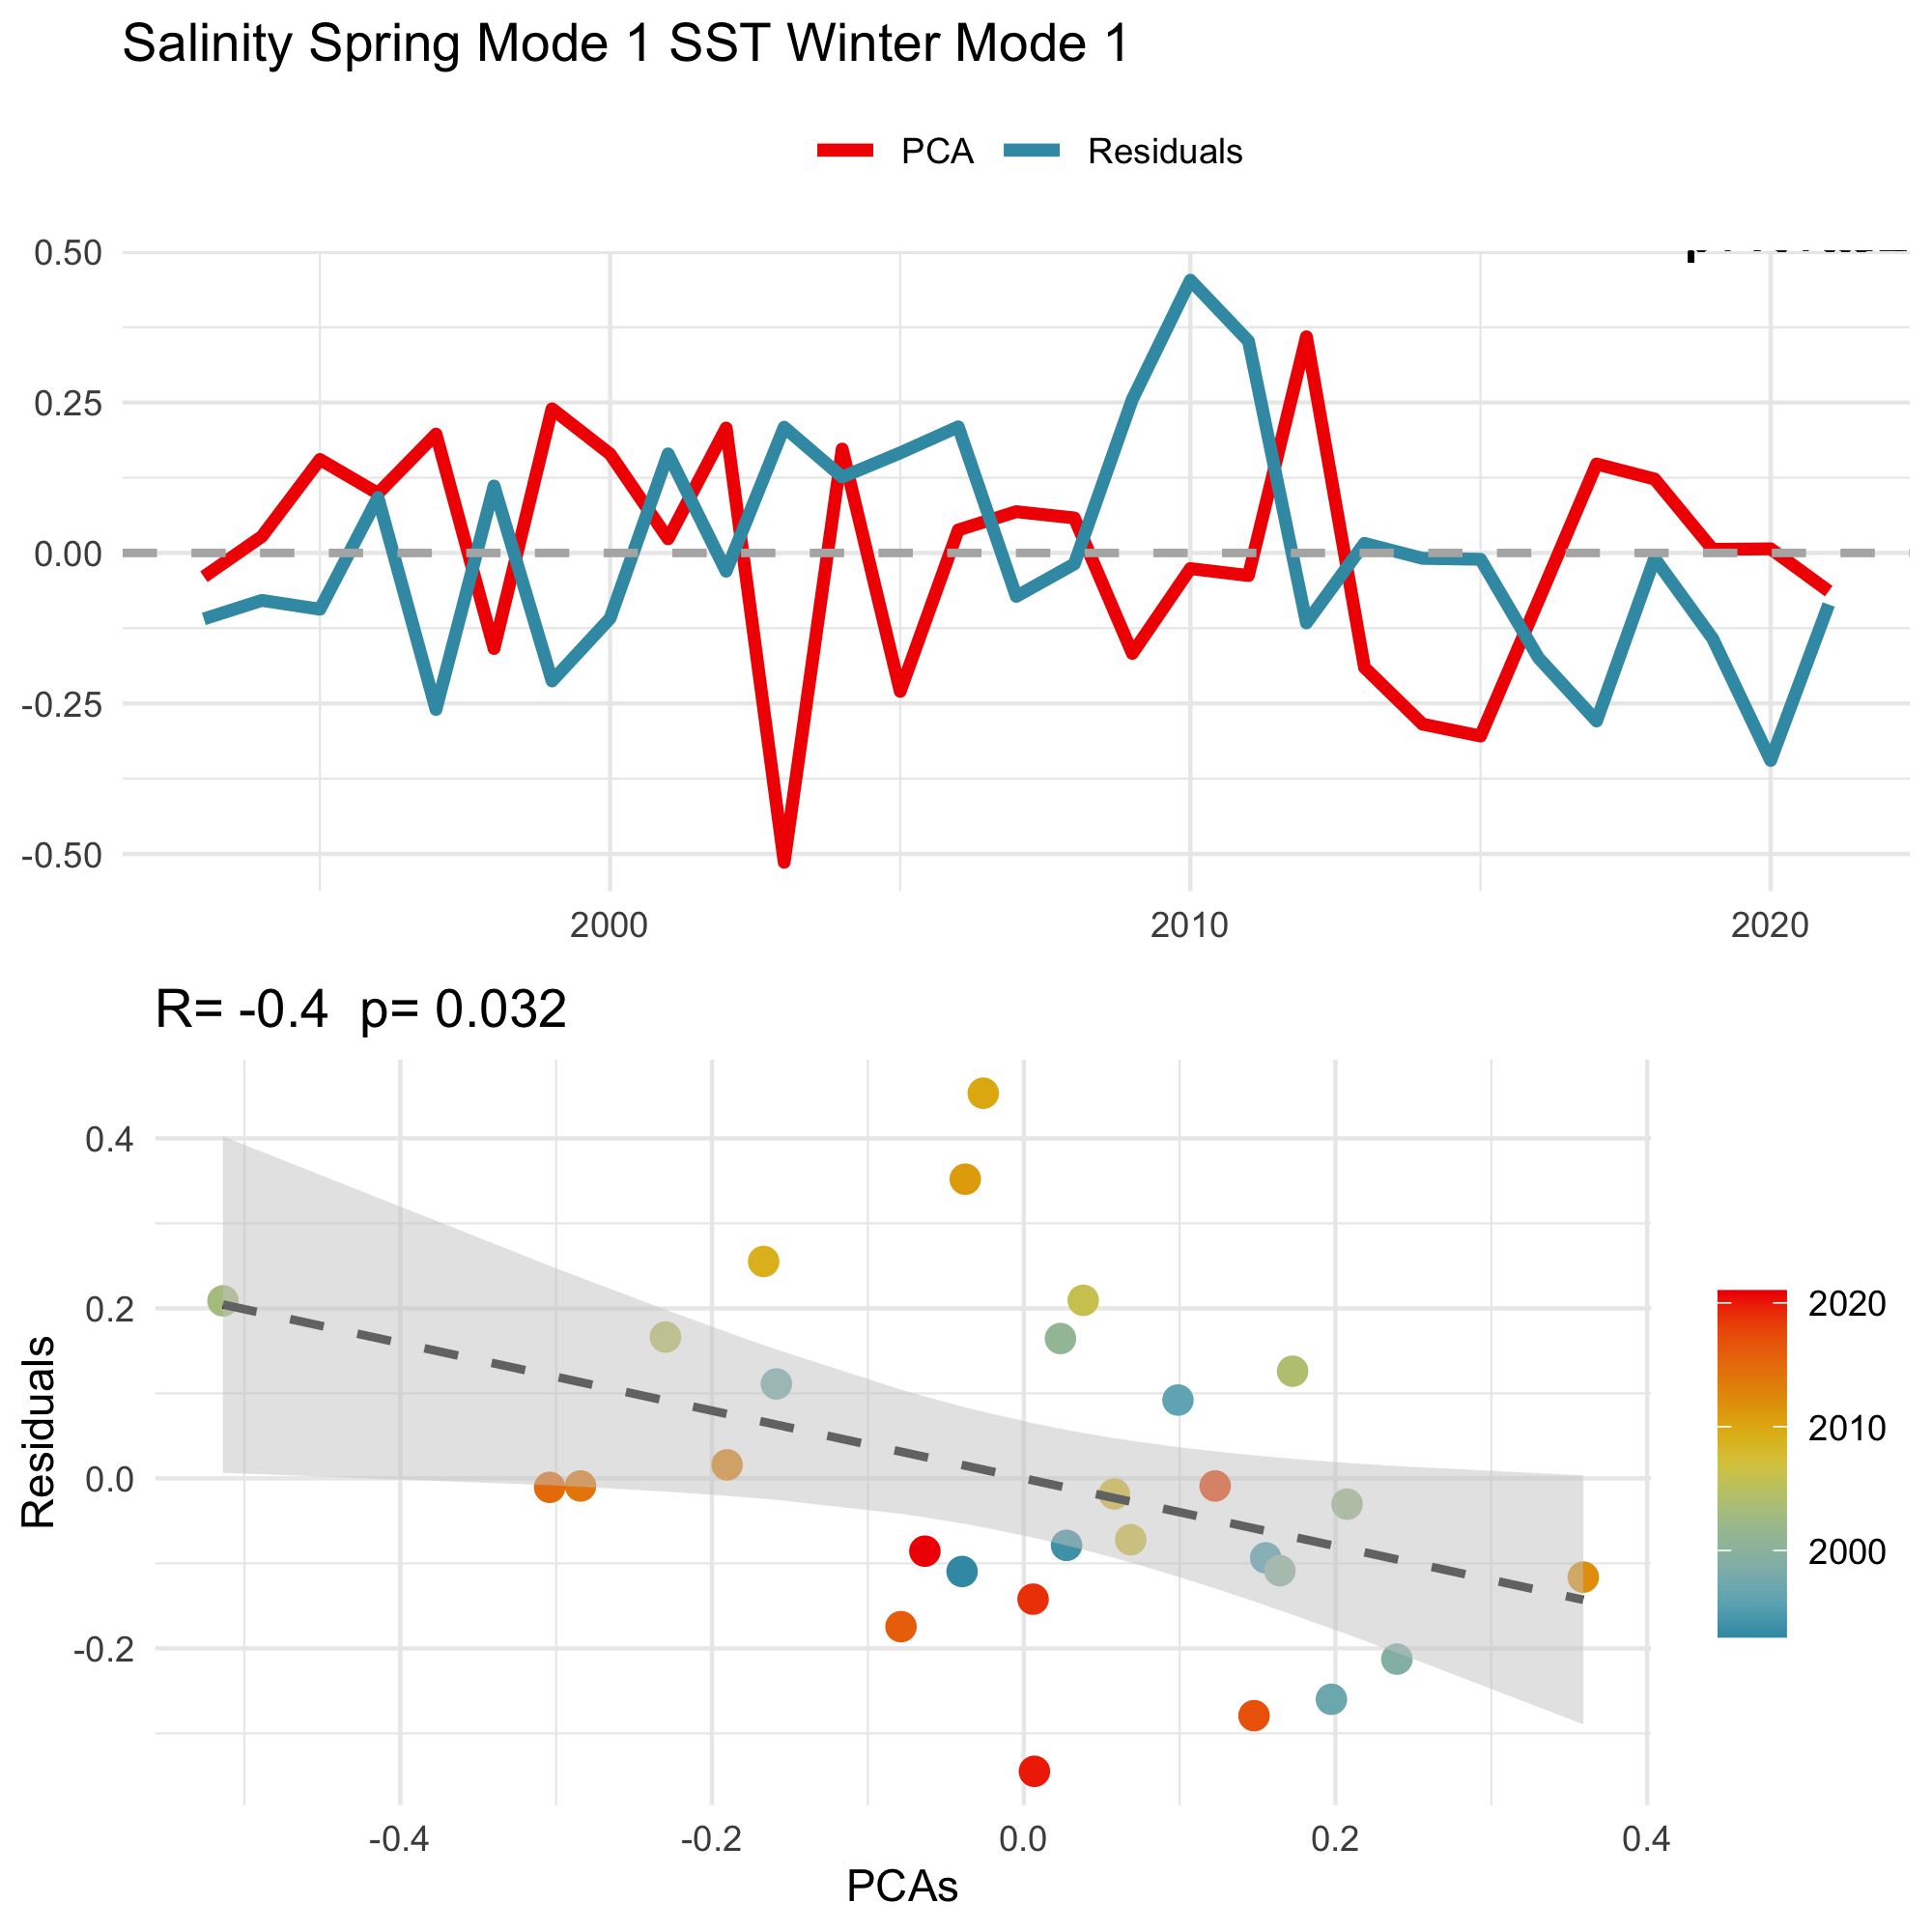 Salinity Spring Mode 1 SST Winter Mode 1
PCA Residuals
0.50
0.25
0.00
-0.25
-0.50
2000 2010 2020
R= -0.4 p= 0.032
Residuals
0.4
0.2
0.0
-0.2
-0.4 -0.2 0.0 0.2 0.4
PCAs
2020
2010
2000